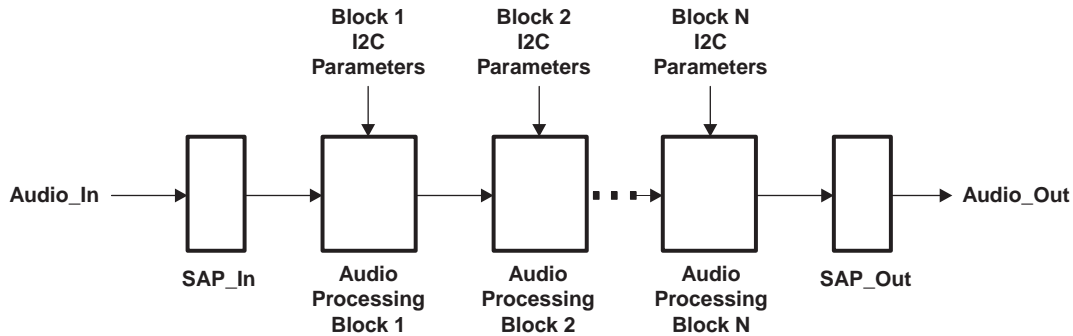 Block 1
I2C
Parameters
Block 2
I2C
Parameters
Block N
I2C
Parameters
Audio_In
Audio_Out
SAP_In
Audio
Processing
Block 1
Audio
Processing
Block 2
Audio
Processing
Block N
SAP_Out